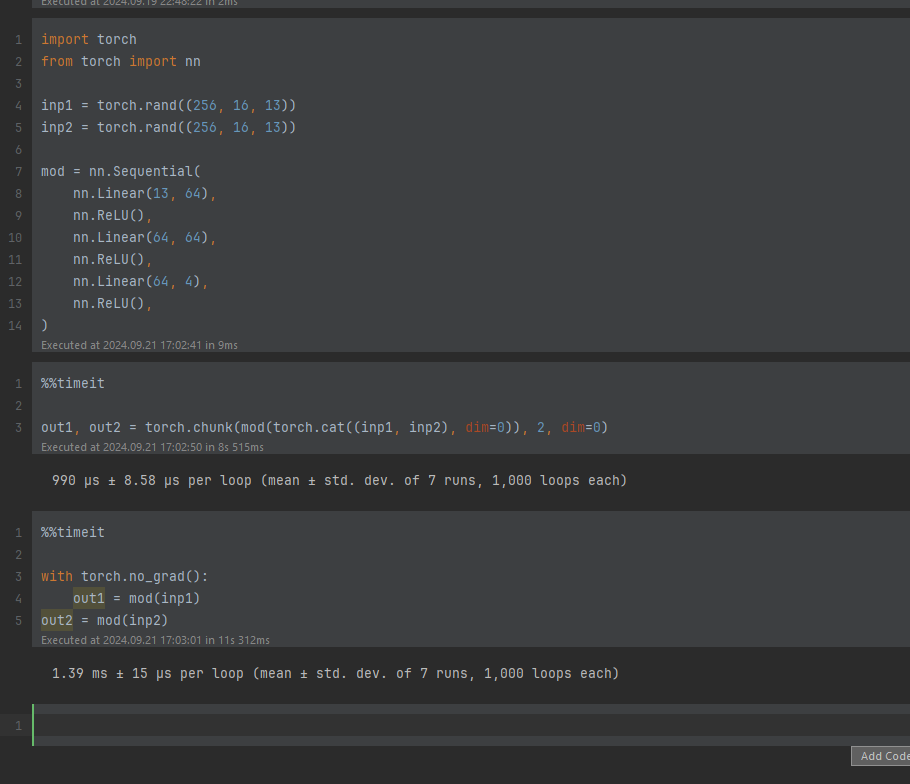 Executed at 2024.09.19 22:48:22 in 2ms
1 import torch
2 from torch import nn
3
4 inp1 = torch.rand((256, 16, 13))
5 inp2 = torch.rand((256, 16, 13))
6
7 mod = nn.Sequential(
8     nn.Linear(13, 64),
9     nn.ReLU(),
10     nn.Linear(64, 64),
11     nn.ReLU(),
12     nn.Linear(64, 4),
13     nn.ReLU(),
14 )
Executed at 2024.09.21 17:02:41 in 9ms
1 %%timeit
2
3 out1, out2 = torch.chunk(mod(torch.cat((inp1, inp2), dim=0)), 2, dim=0)
Executed at 2024.09.21 17:02:50 in 8s 515ms
990 µs ± 8.58 µs per loop (mean ± std. dev. of 7 runs, 1,000 loops each)
1 %%timeit
2
3 with torch.no_grad():
4     out1 = mod(inp1)
5 out2 = mod(inp2)
Executed at 2024.09.21 17:03:01 in 11s 312ms
1.39 ms ± 15 µs per loop (mean ± std. dev. of 7 runs, 1,000 loops each)
1
Add Code